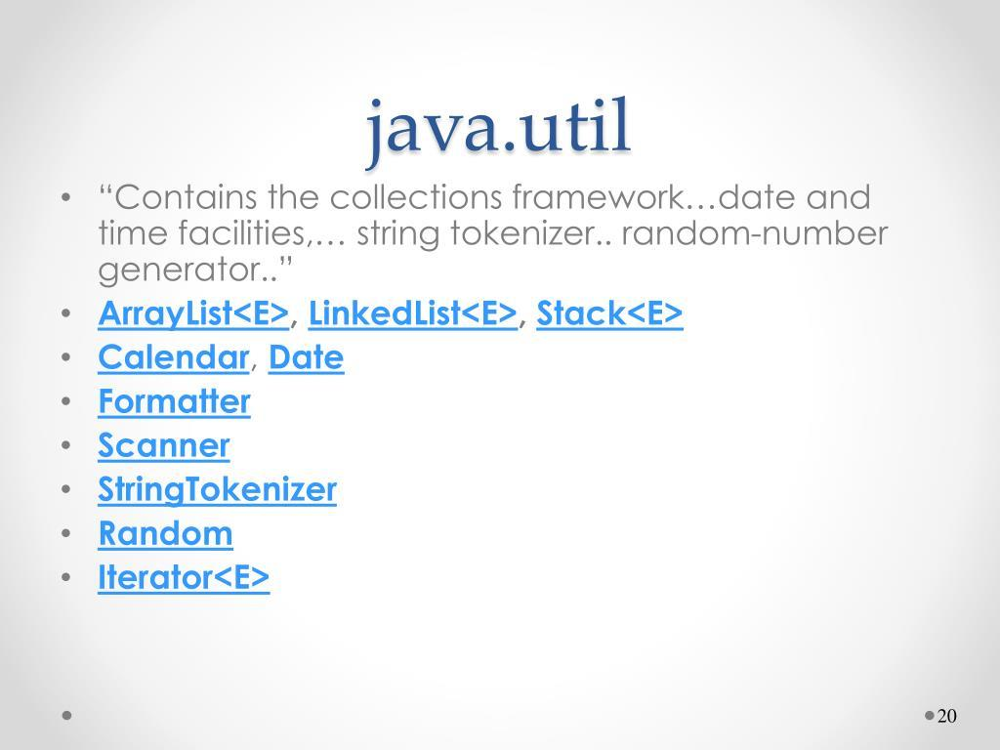 java.util
• “Contains the collections framework…date and
time facilities,… string tokenizer.. random-number
generator..”
• ArrayList<E>, LinkedList<E>, Stack<E>
• Calendar, Date
• Formatter
• Scanner
• StringTokenizer
• Random
• Iterator<E>
20